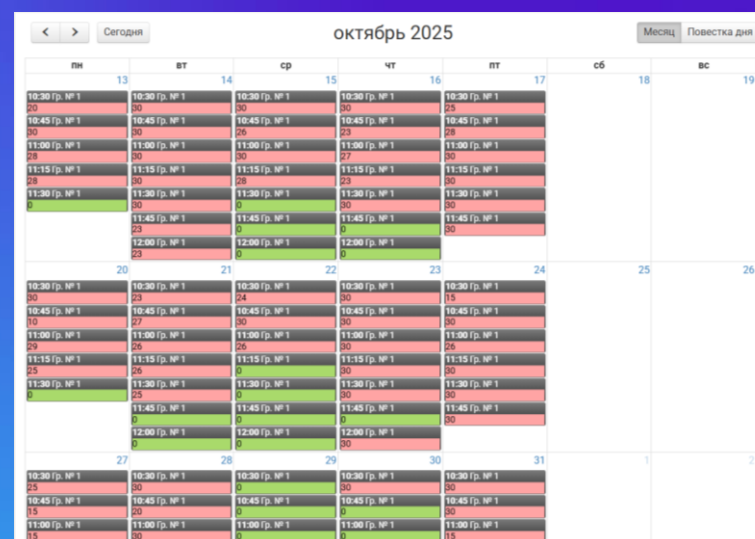 Сегодня
октябрь 2025
Месяц Повестка дня
пн вт ср чт пт сб вс
13 14 15 16 17 18 19
10:30 Гр. № 1 10:30 Гр. № 1 10:30 Гр. № 1 10:30 Гр. № 1 10:30 Гр. № 1
20 30 30 30 25
10:45 Гр. № 1 10:45 Гр. № 1 10:45 Гр. № 1 10:45 Гр. № 1 10:45 Гр. № 1
30 30 26 23 28
11:00 Гр. № 1 11:00 Гр. № 1 11:00 Гр. № 1 11:00 Гр. № 1 11:00 Гр. № 1
28 30 30 27 30
11:15 Гр. № 1 11:15 Гр. № 1 11:15 Гр. № 1 11:15 Гр. № 1 11:15 Гр. № 1
28 30 28 23 30
11:30 Гр. № 1 11:30 Гр. № 1 11:30 Гр. № 1 11:30 Гр. № 1 11:30 Гр. № 1
0 30 0 30 30
11:45 Гр. № 1 11:45 Гр. № 1 11:45 Гр. № 1 11:45 Гр. № 1
23 0 0 30
12:00 Гр. № 1 12:00 Гр. № 1 12:00 Гр. № 1
23 0 0
20 21 22 23 24 25 26
10:30 Гр. № 1 10:30 Гр. № 1 10:30 Гр. № 1 10:30 Гр. № 1 10:30 Гр. № 1
30 23 24 30 15
10:45 Гр. № 1 10:45 Гр. № 1 10:45 Гр. № 1 10:45 Гр. № 1 10:45 Гр. № 1
10 27 30 30 30
11:00 Гр. № 1 11:00 Гр. № 1 11:00 Гр. № 1 11:00 Гр. № 1 11:00 Гр. № 1
29 26 26 30 26
11:15 Гр. № 1 11:15 Гр. № 1 11:15 Гр. № 1 11:15 Гр. № 1 11:15 Гр. № 1
25 26 0 30 30
11:30 Гр. № 1 11:30 Гр. № 1 11:30 Гр. № 1 11:30 Гр. № 1 11:30 Гр. № 1
0 25 0 30 30
11:45 Гр. № 1 11:45 Гр. № 1 11:45 Гр. № 1 11:45 Гр. № 1
0 0 0 30
12:00 Гр. № 1 12:00 Гр. № 1 12:00 Гр. № 1
0 0 30
27 28 29 30 31 1 2
10:30 Гр. № 1 10:30 Гр. № 1 10:30 Гр. № 1 10:30 Гр. № 1 10:30 Гр. № 1
25 30 0 30 30
10:45 Гр. № 1 10:45 Гр. № 1 10:45 Гр. № 1 10:45 Гр. № 1 10:45 Гр. № 1
15 20 0 0 30
11:00 Гр. № 1 11:00 Гр. № 1 11:00 Гр. № 1 11:00 Гр. № 1 11:00 Гр. № 1
15 30 0 0 15